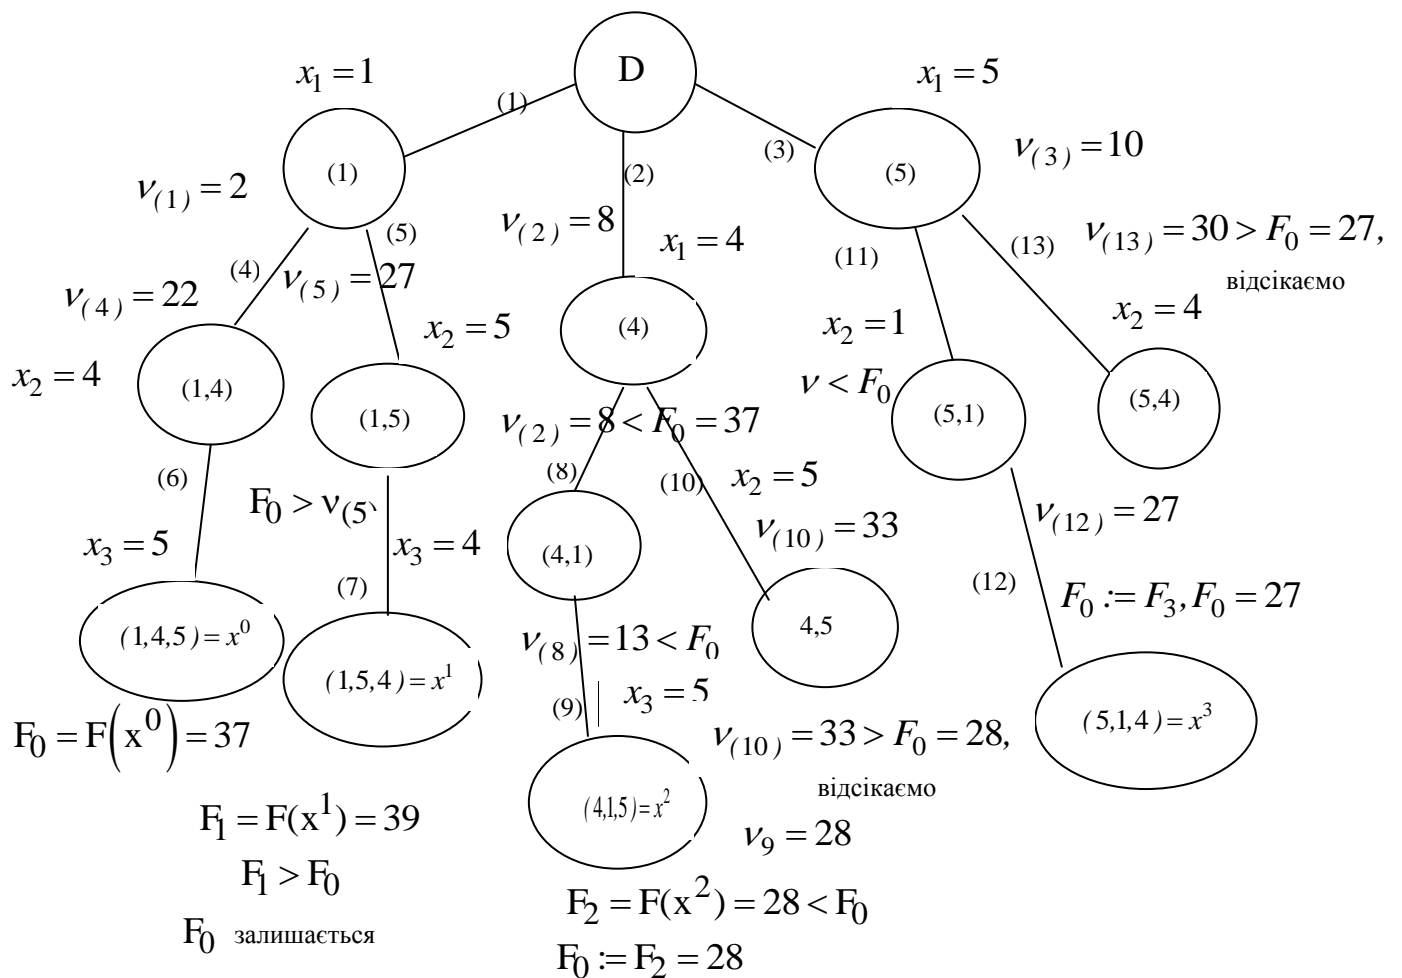 D
x₁ = 1
x₁ = 5
(1)
(2)
(3)
(1)
(5)
ν₍₃₎ = 10
ν₍₁₎ = 2
ν₍₂₎ = 8
x₁ = 4
(5)
(11)
(13)
ν₍₁₃₎ = 30 > F₀ = 27,
відсікаємо
(4)
ν₍₅₎ = 27
ν₍₄₎ = 22
x₂ = 5
(4)
x₂ = 1
x₂ = 4
x₂ = 4
(1,4)
(1,5)
ν < F₀
(5,1)
(5,4)
ν₍₂₎ = 8 < F₀ = 37
(6)
(8)
(10)
x₂ = 5
F₀ > ν₍₅₎
ν₍₁₀₎ = 33
ν₍₁₂₎ = 27
x₃ = 5
x₃ = 4
(4,1)
(7)
(12)
F₀ := F₃, F₀ = 27
(1,4,5) = x⁰
(1,5,4) = x¹
ν₍₈₎ = 13 < F₀
4,5
(9)
x₃ = 5
(5,1,4) = x³
F₀ = F(x⁰) = 37
ν₍₁₀₎ = 33 > F₀ = 28,
відсікаємо
(4,1,5) = x²
ν₉ = 28
F₁ = F(x¹) = 39
F₁ > F₀
F₀ залишається
F₂ = F(x²) = 28 < F₀
F₀ := F₂ = 28